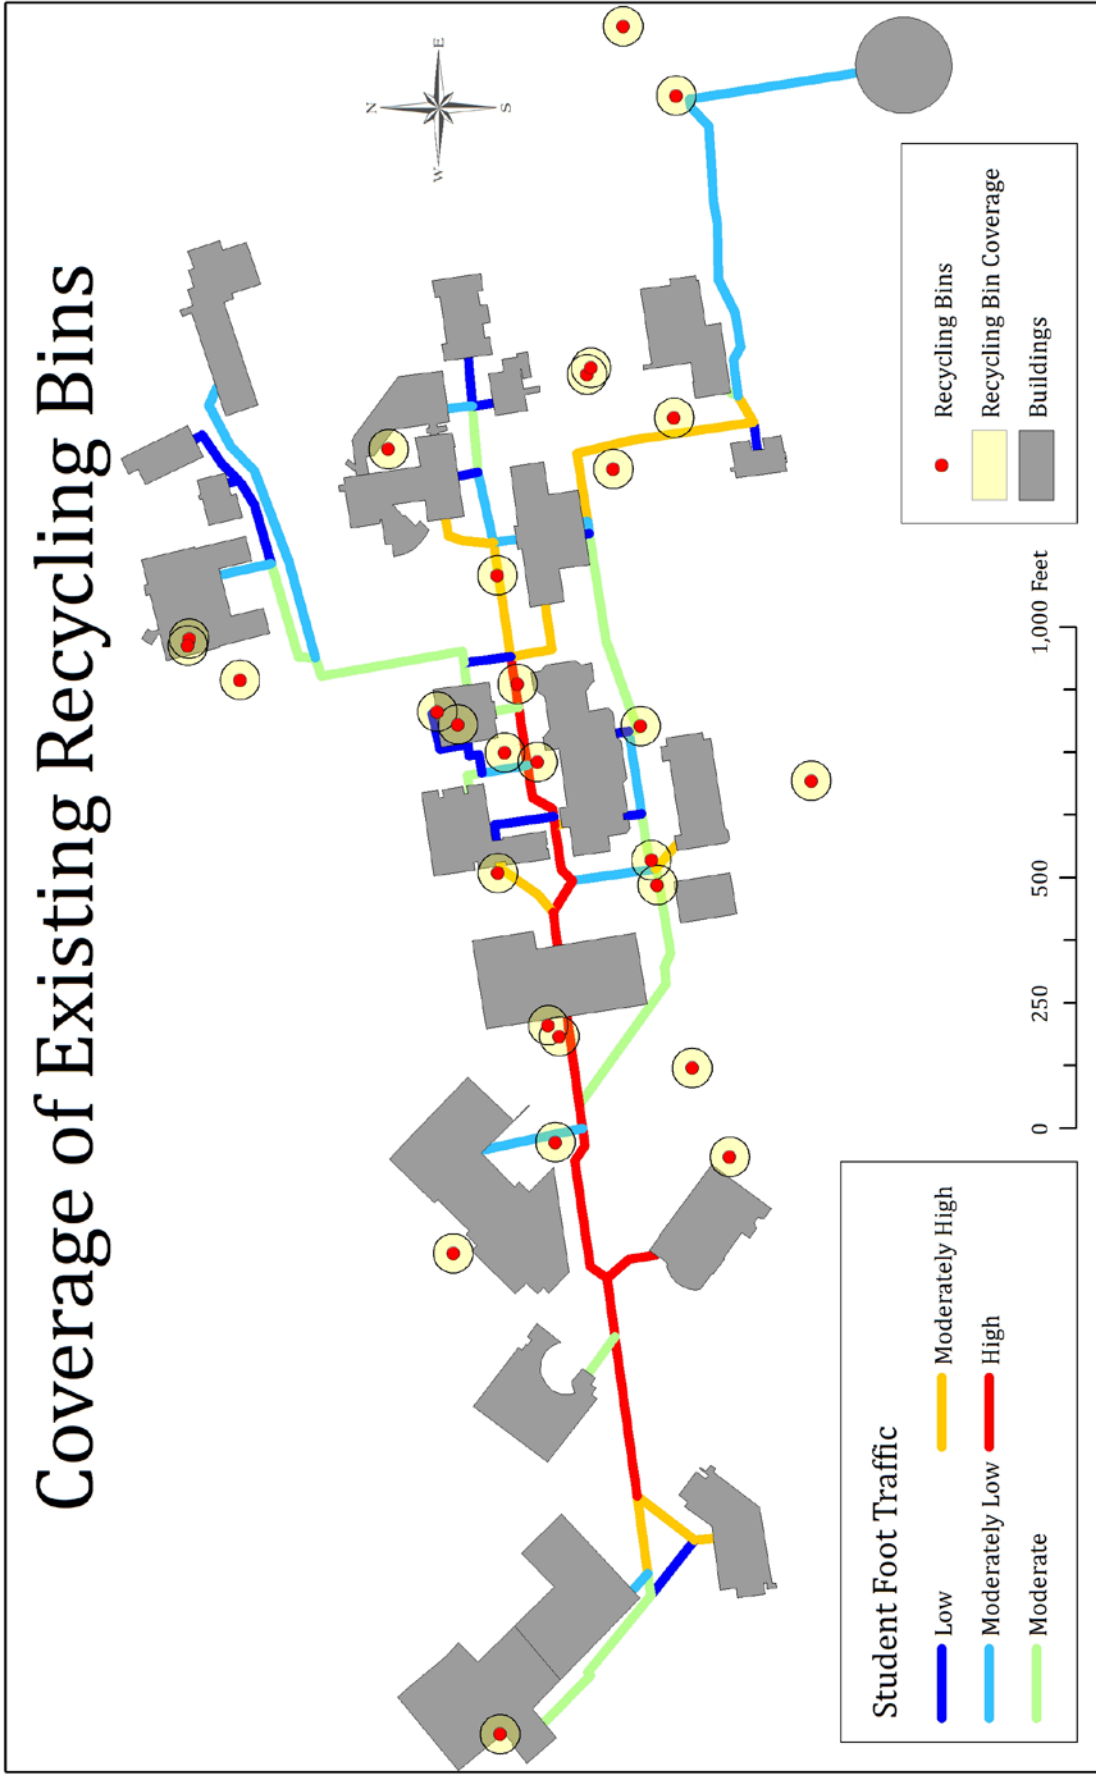 Coverage of Existing Recycling Bins
N
W
E
S
Student Foot Traffic
Low
Moderately High
Moderately Low
High
Moderate
0
250
500
1,000 Feet
Recycling Bins
Recycling Bin Coverage
Buildings